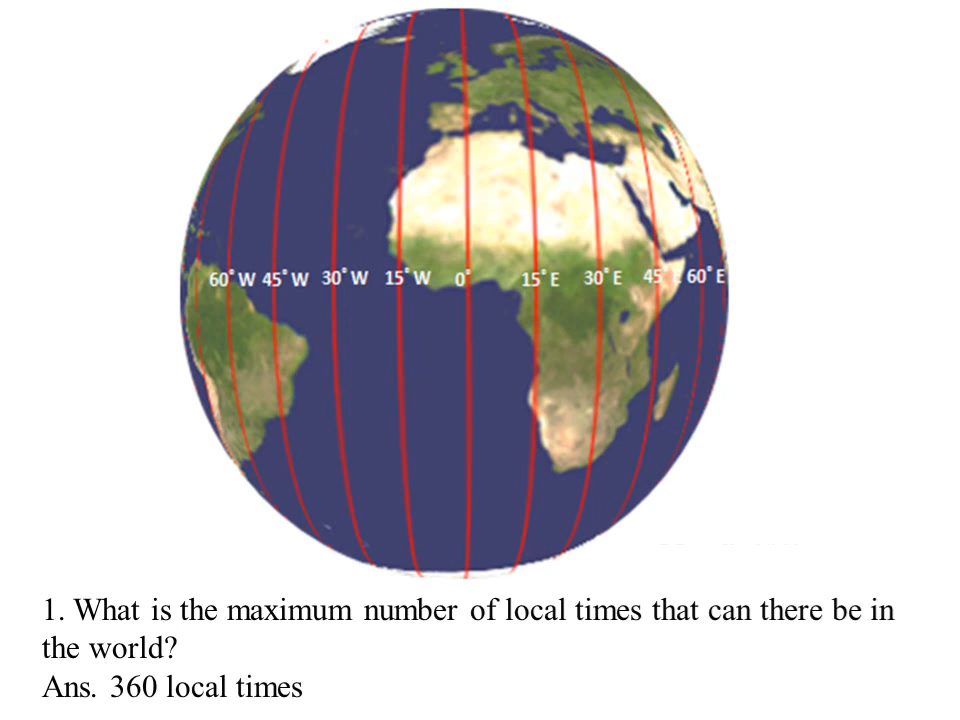 60° W 45° W 30° W 15° W 0° 15° E 30° E 45° E 60° E
1. What is the maximum number of local times that can there be in
the world?
Ans. 360 local times